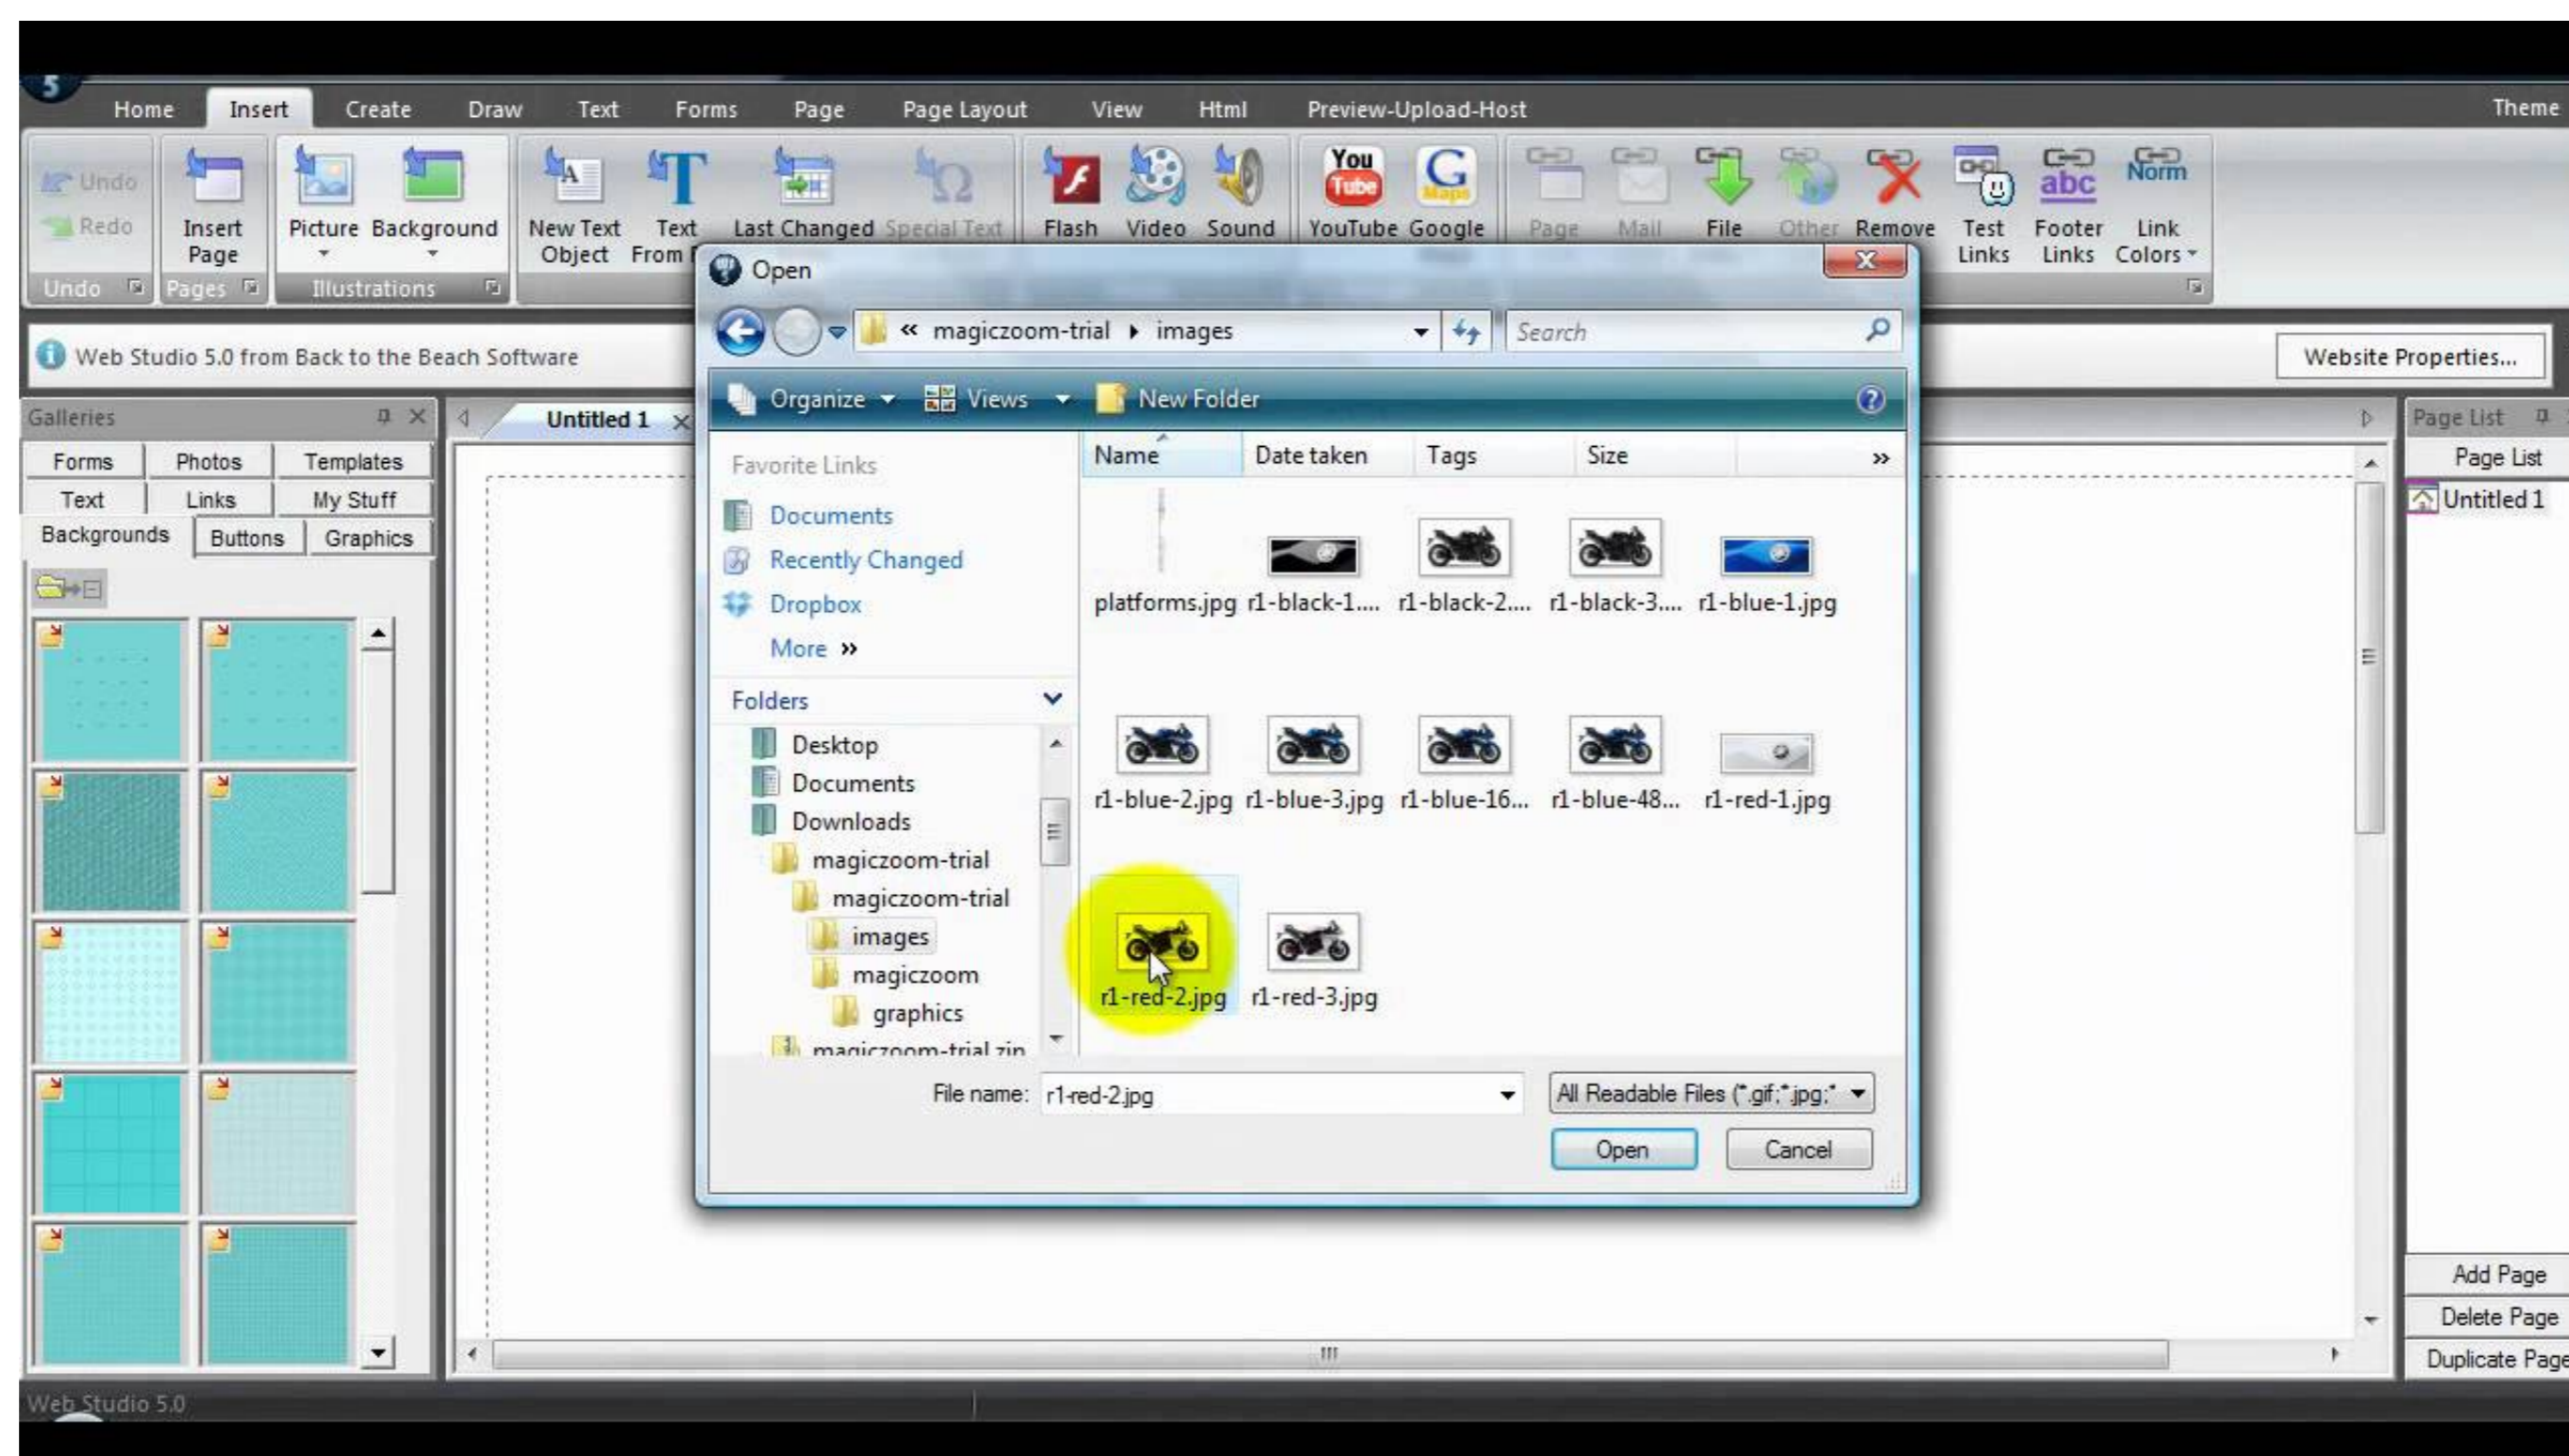 5
Home Insert Create Draw Text Forms Page Page Layout View Html Preview-Upload-Host Theme
Undo
Redo
Insert
Page
Picture Background
New Text
Object
Text
From
Last Changed
Special Text
Flash Video Sound
You
Tube
YouTube
G
Maps
Google
Page Mail File Other Remove
Test
Links
abc
Footer
Links
Norm
Link
Colors
Undo Pages Illustrations
Web Studio 5.0 from Back to the Beach Software
Website Properties...
Galleries
Forms Photos Templates
Text Links My Stuff
Backgrounds Buttons Graphics
Untitled 1
Open
« magiczoom-trial images
Search
Organize Views New Folder
Favorite Links
Documents
Recently Changed
Dropbox
More »
Folders
Desktop
Documents
Downloads
magiczoom-trial
magiczoom-trial
images
magiczoom
graphics
magiczoom-trial.zip
Name Date taken Tags Size »
platforms.jpg r1-black-1.... r1-black-2.... r1-black-3.... r1-blue-1.jpg
r1-blue-2.jpg r1-blue-3.jpg r1-blue-16... r1-blue-48... r1-red-1.jpg
r1-red-2.jpg r1-red-3.jpg
File name: r1-red-2.jpg
All Readable Files (*.gif;*.jpg;*
Open Cancel
Page List
Page List
Untitled 1
Add Page
Delete Page
Duplicate Page
Web Studio 5.0